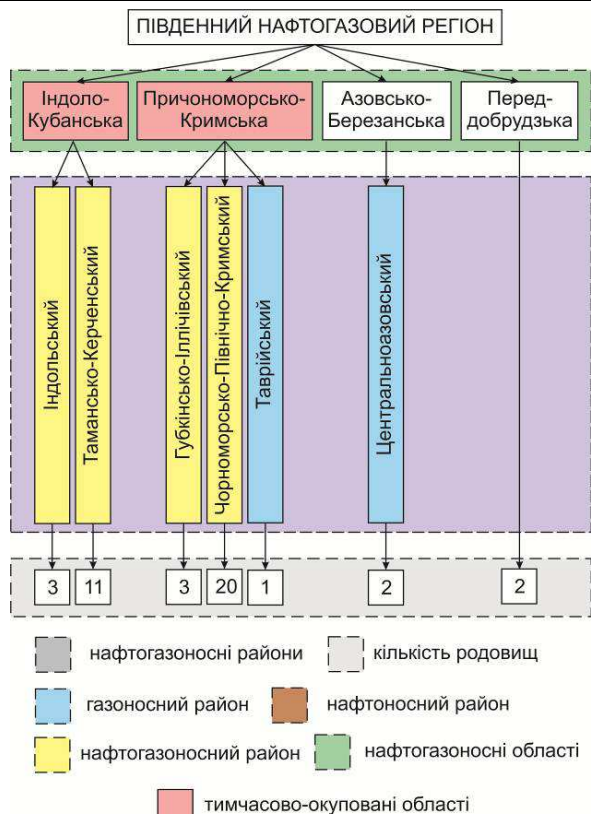 ПІВДЕННИЙ НАФТОГАЗОВИЙ РЕГІОН
Індоло-
Кубанська
Причономорсько-
Кримська
Азовсько-
Березанська
Перед-
добрудзька
Індольський
Тамансько-Керченський
Губкінсько-Іллічівський
Чорноморсько-Північно-Кримський
Таврійський
Центральноазовський
3
11
3
20
1
2
2
нафтогазоносні райони
кількість родовищ
газоносний район
нафтоносний район
нафтогазоносний район
нафтогазоносні області
тимчасово-окуповані області